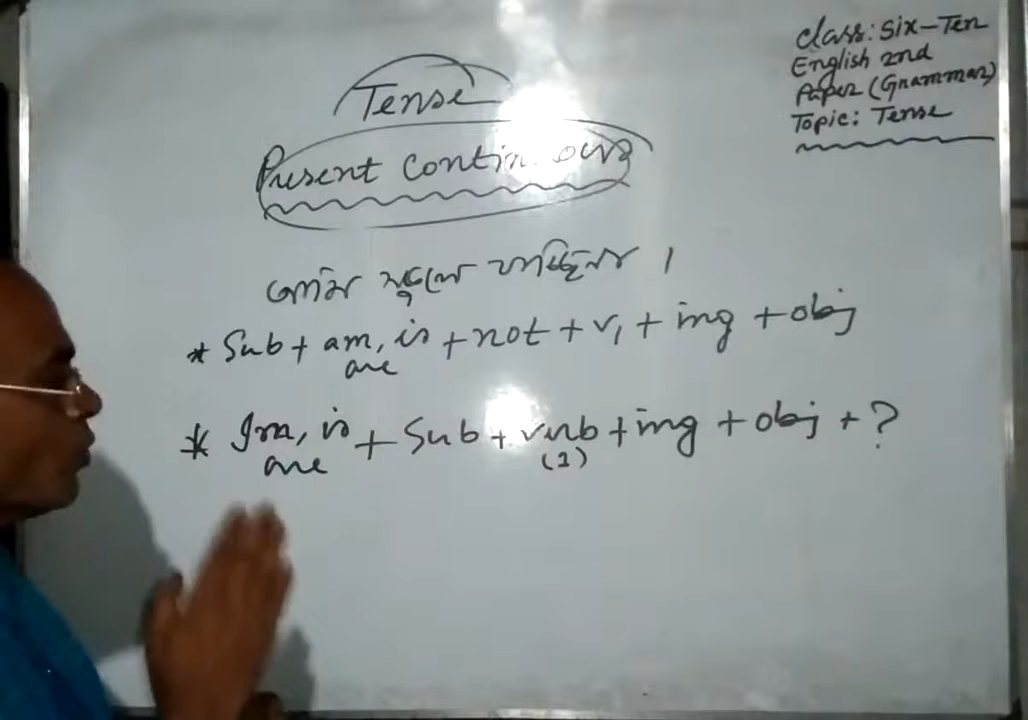 Class: Six-Ten
English 2nd
Paper (Grammar)
Topic: Tense
Tense
Present Continuous
স্কুলে ।
* Sub + am, is + not + v1 + ing + obj
are
* Am, is + Sub + verb + ing + obj + ?
are (1)